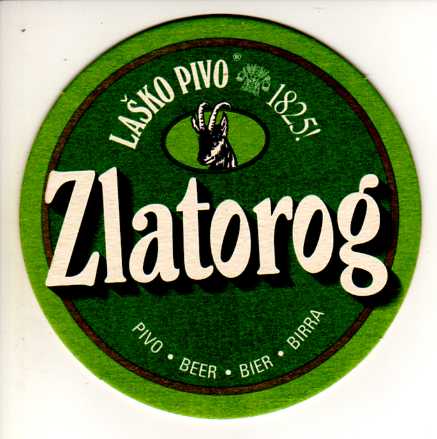 LAŠKO PIVO® 1825!
Zlatorog
PIVO • BEER • BIER • BIRRA